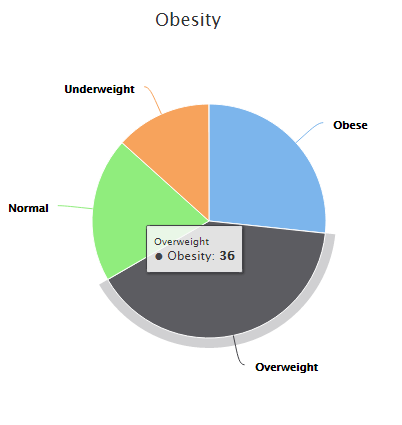 Obesity
Underweight
Obese
Normal
Overweight
● Obesity: 36
Overweight